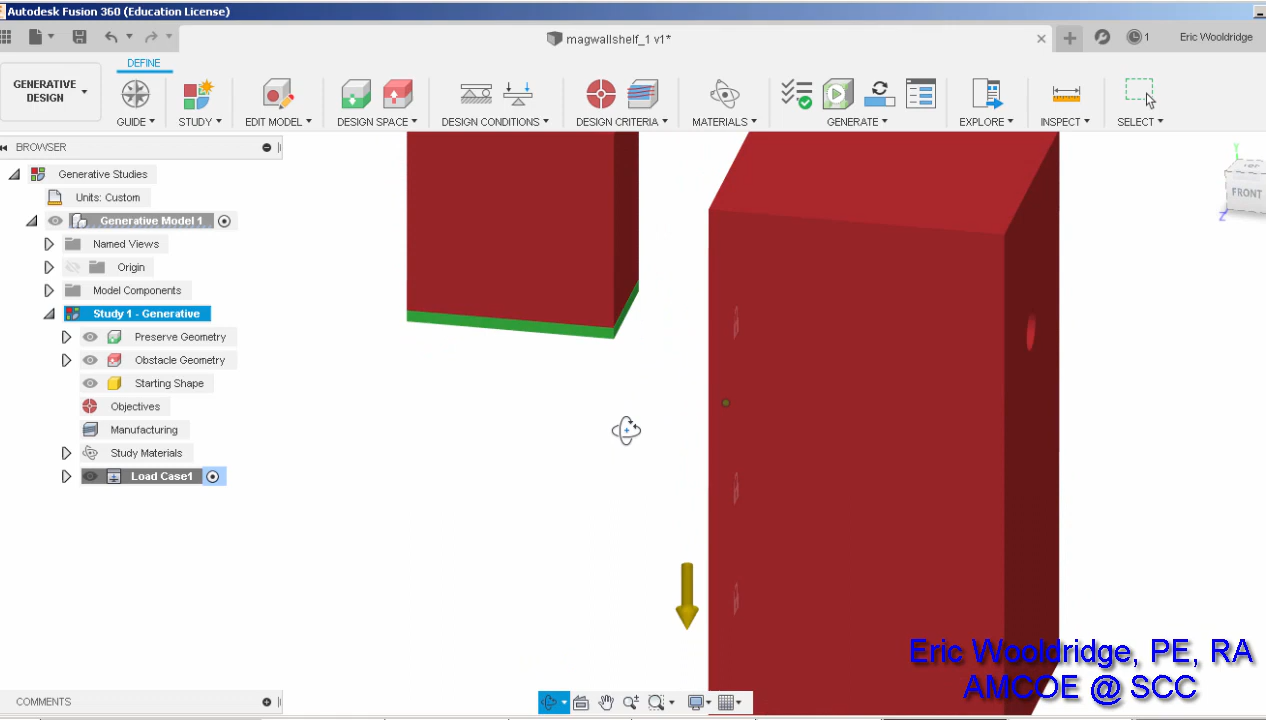 Autodesk Fusion 360 (Education License)
magwallshelf_1 v1*
1
Eric Wooldridge
GENERATIVE DESIGN
DEFINE
GUIDE
STUDY
EDIT MODEL
DESIGN SPACE
DESIGN CONDITIONS
DESIGN CRITERIA
MATERIALS
GENERATE
EXPLORE
INSPECT
SELECT
BROWSER
Generative Studies
Units: Custom
Generative Model 1
Named Views
Origin
Model Components
Study 1 - Generative
Preserve Geometry
Obstacle Geometry
Starting Shape
Objectives
Manufacturing
Study Materials
Load Case1
Y
FRONT
Z
Eric Wooldridge, PE, RA
AMCOE @ SCC
COMMENTS